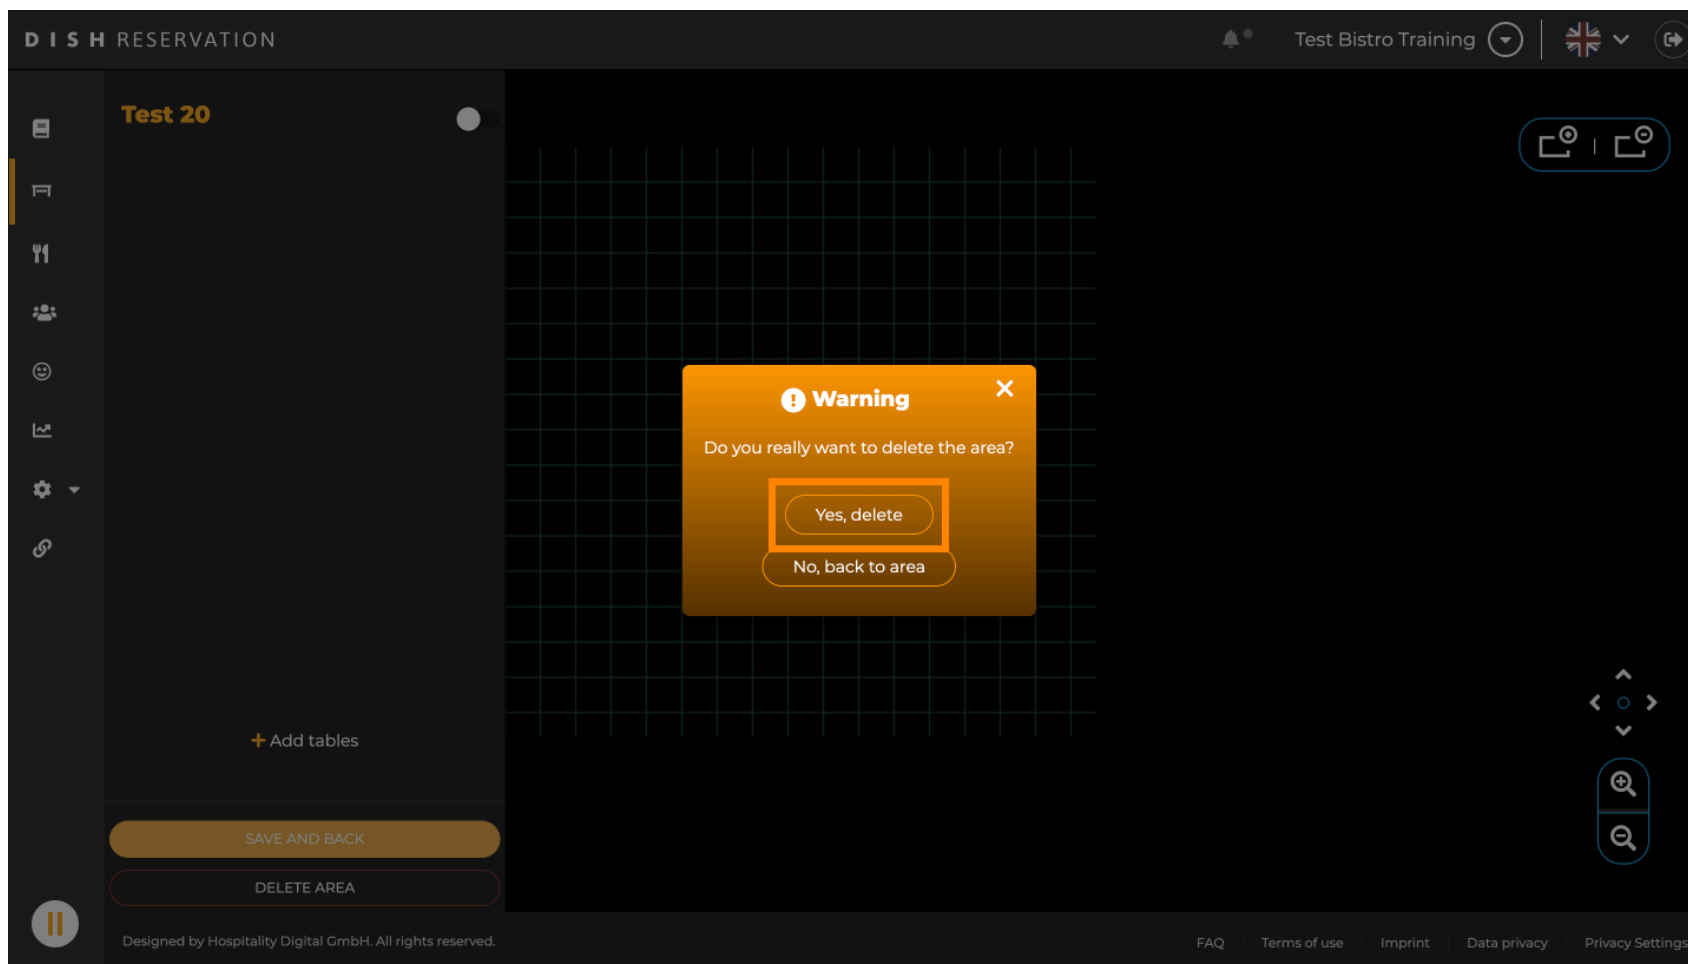 DISH RESERVATION
Test Bistro Training
Test 20
Warning
Do you really want to delete the area?
Yes, delete
No, back to area
+ Add tables
SAVE AND BACK
DELETE AREA
Designed by Hospitality Digital GmbH. All rights reserved.
FAQ | Terms of use | Imprint | Data privacy | Privacy Settings